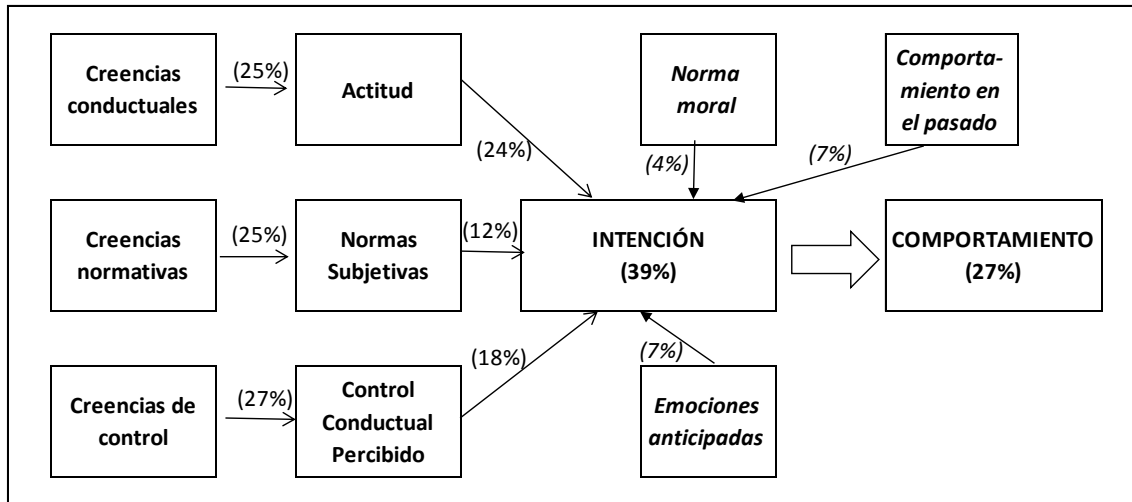 Creencias
conductuales
(25%)
Actitud
(24%)
Norma
moral
(4%)
Comporta-
miento en
el pasado
(7%)
Creencias
normativas
(25%)
Normas
Subjetivas
(12%)
INTENCIÓN
(39%)
COMPORTAMIENTO
(27%)
Creencias de
control
(27%)
Control
Conductual
Percibido
(18%)
(7%)
Emociones
anticipadas